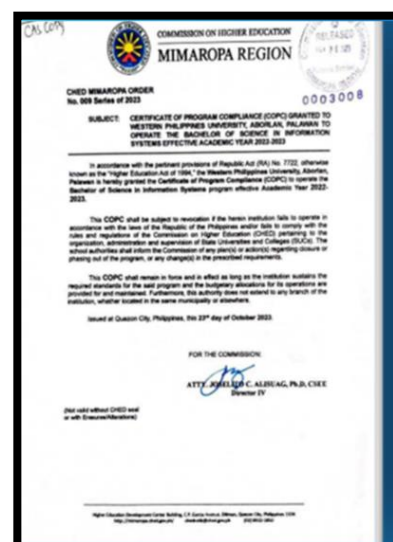 CAS COPY
COMMISSION ON HIGHER EDUCATION
MIMAROPA REGION
RELEASED
CHED MIMAROPA ORDER
No. 009 Series of 2023
0003008
SUBJECT: CERTIFICATE OF PROGRAM COMPLIANCE (COPC) GRANTED TO
WESTERN PHILIPPINES UNIVERSITY, ABORLAN, PALAWAN TO
OPERATE THE BACHELOR OF SCIENCE IN INFORMATION
SYSTEMS EFFECTIVE ACADEMIC YEAR 2022-2023
In accordance with the pertinent provisions of Republic Act (RA) No. 7722, otherwise
known as the "Higher Education Act of 1994," the Western Philippines University, Aborlan,
Palawan is hereby granted the Certificate of Program Compliance (COPC) to operate the
Bachelor of Science in Information Systems program effective Academic Year 2022-
2023.
This COPC shall be subject to revocation if the herein institution fails to operate in
accordance with the laws of the Republic of the Philippines and/or fails to comply with the
rules and regulations of the Commission on Higher Education (CHED) pertaining to the
organization, administration and supervision of State Universities and Colleges (SUCs). The
school authorities shall inform the Commission of any plan(s) or action(s) regarding closure or
phasing out of the program, or any change(s) in the prescribed requirements.
This COPC shall remain in force and in effect as long as the institution sustains the
required standards for the said program and the budgetary allocations for its operations are
provided for and maintained. Furthermore, this authority does not extend to any branch of the
institution, whether located in the same municipality or elsewhere.
Issued at Quezon City, Philippines, this 23rd day of October 2023.
FOR THE COMMISSION:
ATTY. JOSELITO C. ALISUAG, Ph.D, CSEE
Director IV
(Not valid without CHED seal
or with Erasures/Alterations)
Higher Education Development Center Building, C.P. Garcia Avenue, Diliman, Quezon City, Philippines